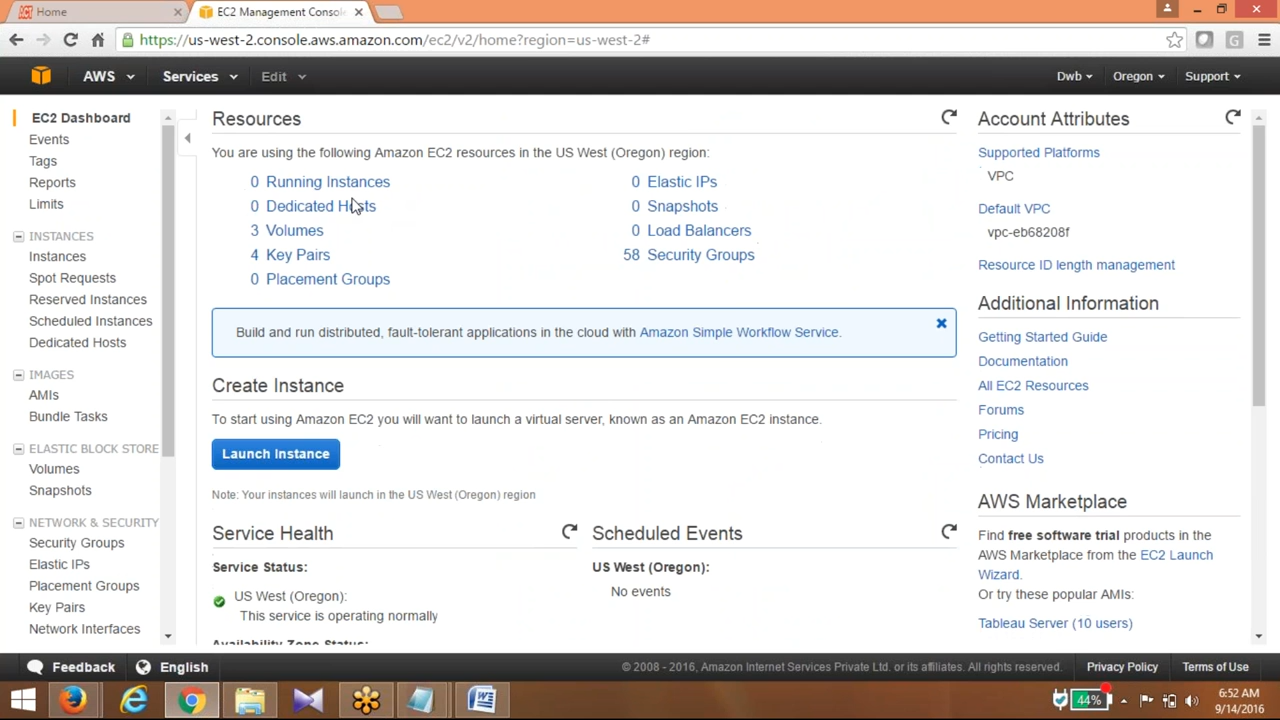 Home
EC2 Management Conso
https://us-west-2.console.aws.amazon.com/ec2/v2/home?region=us-west-2#
AWS
Services
Edit
Dwb
Oregon
Support
EC2 Dashboard
Events
Tags
Reports
Limits
INSTANCES
Instances
Spot Requests
Reserved Instances
Scheduled Instances
Dedicated Hosts
IMAGES
AMIs
Bundle Tasks
ELASTIC BLOCK STORE
Volumes
Snapshots
NETWORK & SECURITY
Security Groups
Elastic IPs
Placement Groups
Key Pairs
Network Interfaces
Resources
You are using the following Amazon EC2 resources in the US West (Oregon) region:
0 Running Instances
0 Elastic IPs
0 Dedicated Hosts
0 Snapshots
3 Volumes
0 Load Balancers
4 Key Pairs
58 Security Groups
0 Placement Groups
Build and run distributed, fault-tolerant applications in the cloud with Amazon Simple Workflow Service.
Create Instance
To start using Amazon EC2 you will want to launch a virtual server, known as an Amazon EC2 instance.
Launch Instance
Note: Your instances will launch in the US West (Oregon) region
Service Health
Service Status:
US West (Oregon):
This service is operating normally
Availability Zone Status:
Scheduled Events
US West (Oregon):
No events
Account Attributes
Supported Platforms
VPC
Default VPC
vpc-eb68208f
Resource ID length management
Additional Information
Getting Started Guide
Documentation
All EC2 Resources
Forums
Pricing
Contact Us
AWS Marketplace
Find free software trial products in the
AWS Marketplace from the EC2 Launch
Wizard.
Or try these popular AMIs:
Tableau Server (10 users)
Feedback
English
© 2008 - 2016, Amazon Internet Services Private Ltd. or its affiliates. All rights reserved.
Privacy Policy
Terms of Use
44%
6:52 AM
9/14/2016